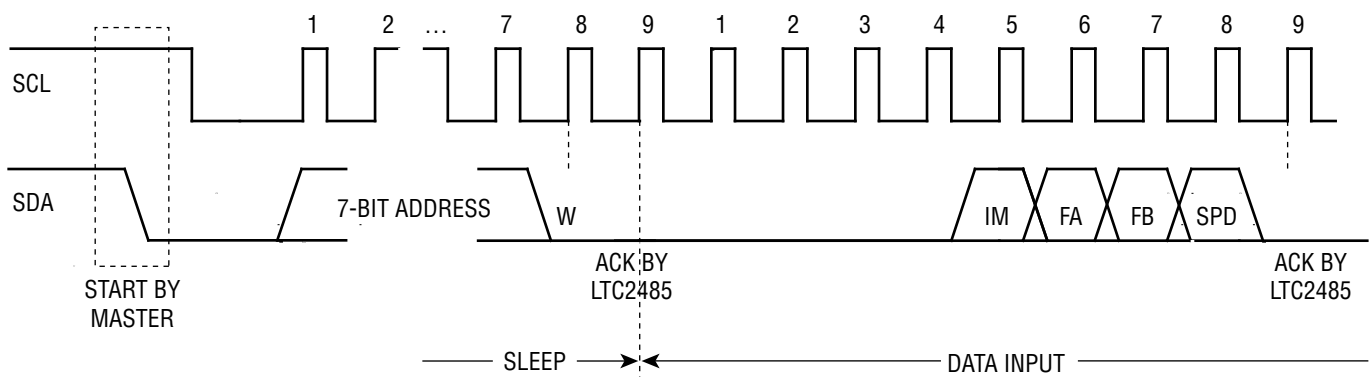 1 2 … 7 8 9 1 2 3 4 5 6 7 8 9
SCL
SDA
7-BIT ADDRESS
W
IM FA FB SPD
START BY
MASTER
ACK BY
LTC2485
ACK BY
LTC2485
SLEEP
DATA INPUT